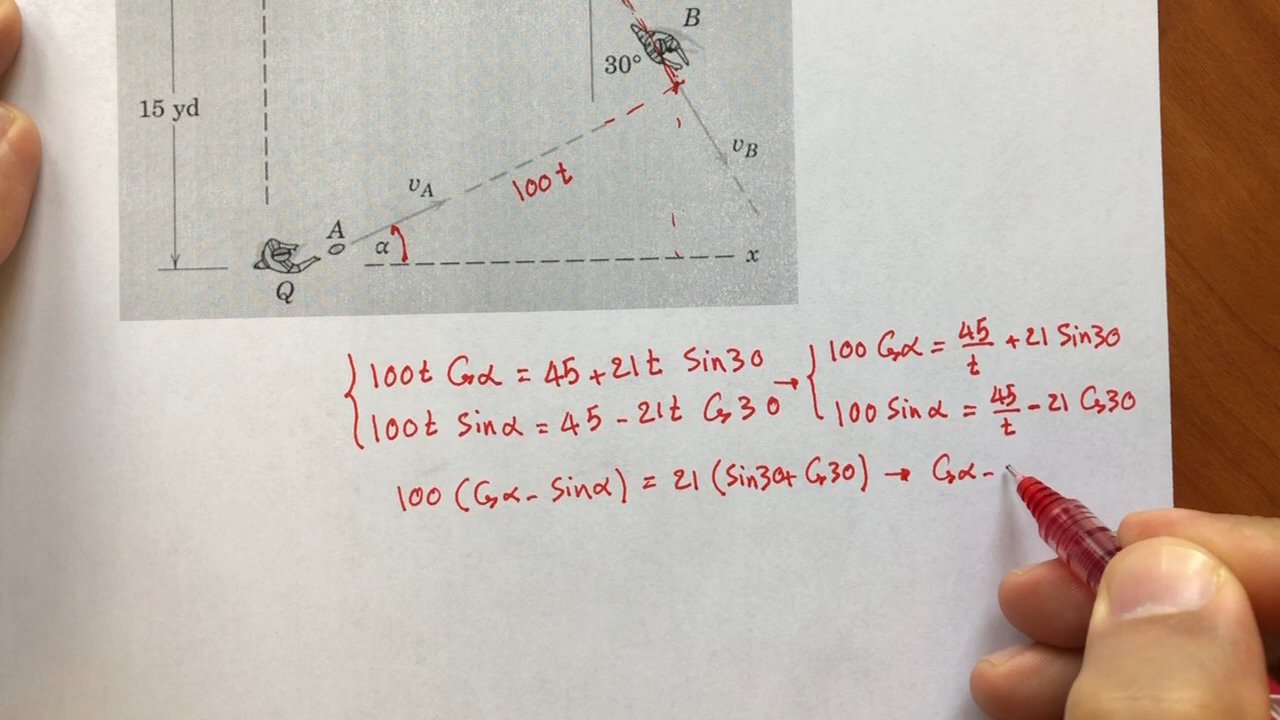 B
30°
15 yd
v_B
v_A
100t
A
α
x
Q
100t Cosα = 45 + 21t Sin30 → 100 Cosα = 45/t + 21 Sin30
100t Sinα = 45 - 21t Cos30   100 Sinα = 45/t - 21 Cos30
100 (Cosα - Sinα) = 21 (Sin30 + Cos30) → Cosα -